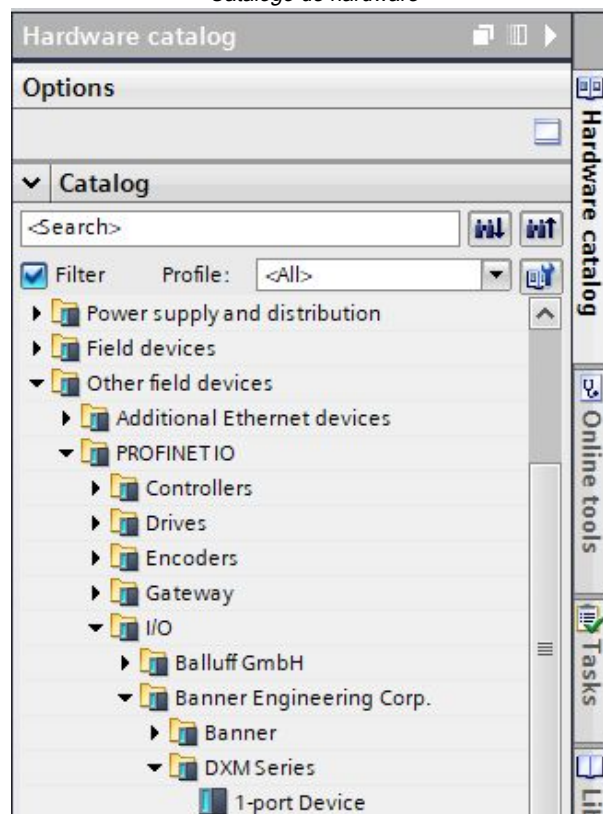 Catálogo de hardware
Hardware catalog
Options
Catalog
<Search>
Filter Profile: <All>
Power supply and distribution
Field devices
Other field devices
Additional Ethernet devices
PROFINET IO
Controllers
Drives
Encoders
Gateway
I/O
Balluff GmbH
Banner Engineering Corp.
Banner
DXM Series
1-port Device
Hardware catalog
Online tools
Tasks